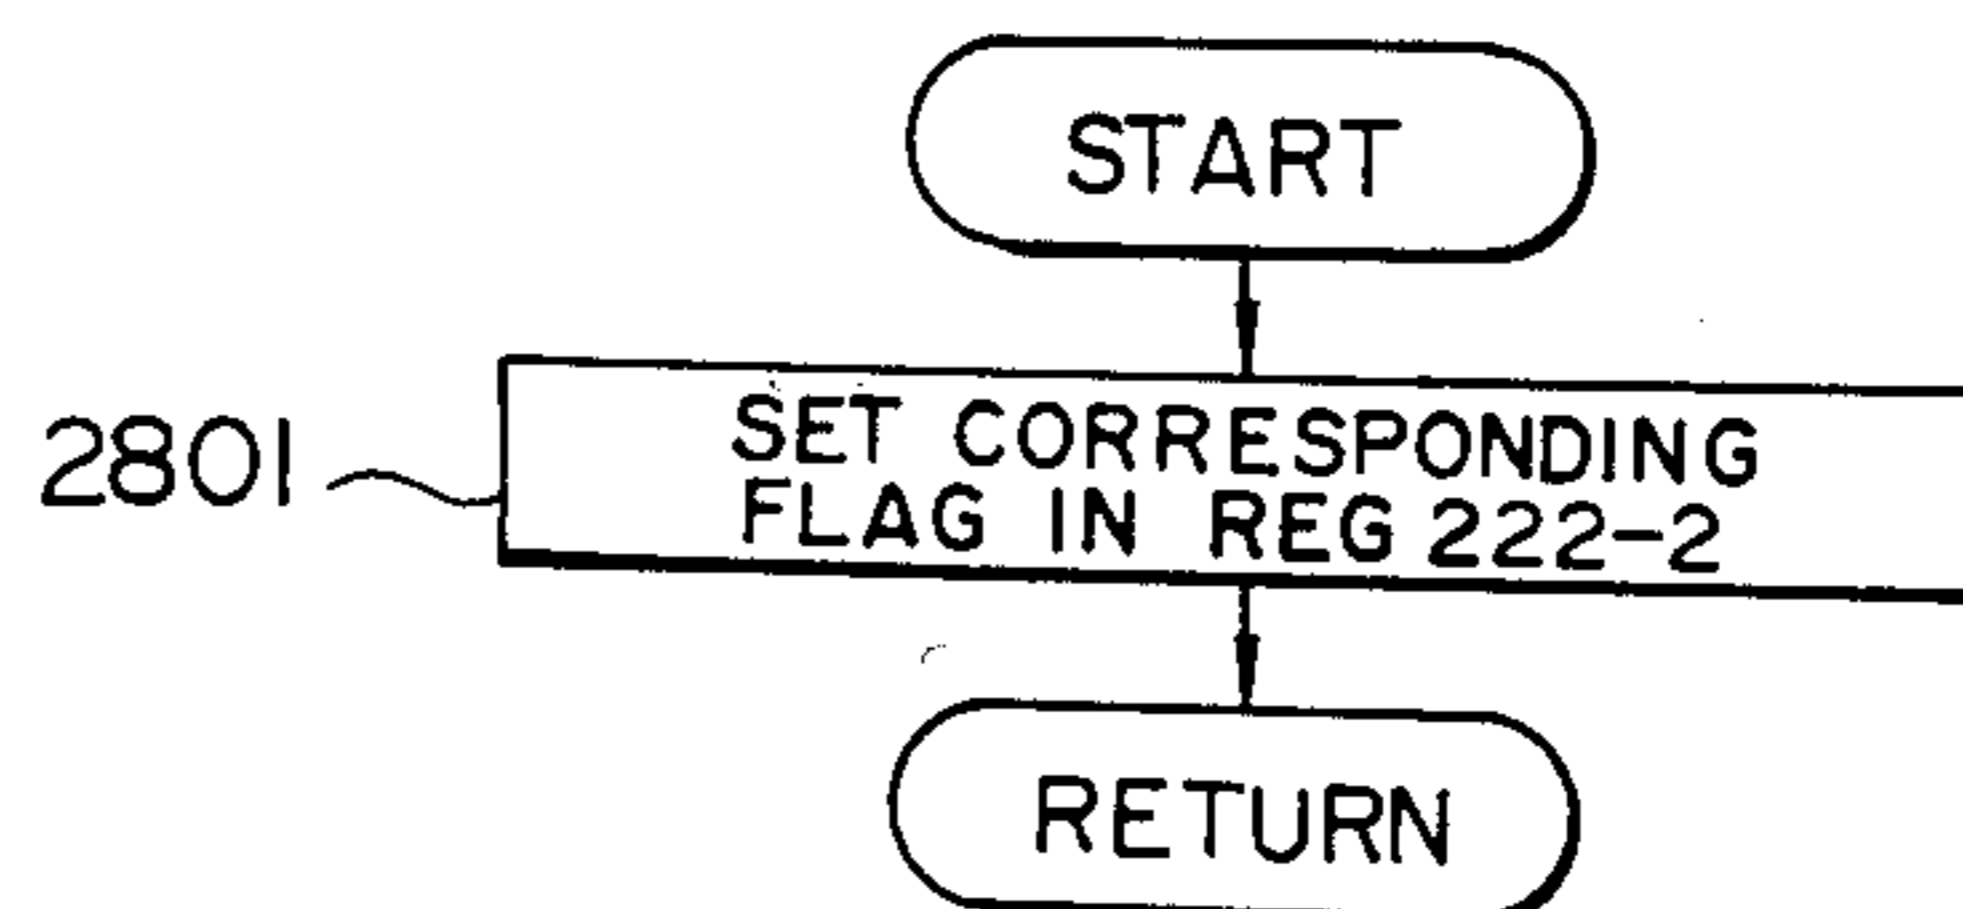 START
2801
SET CORRESPONDING
FLAG IN REG 222-2
RETURN